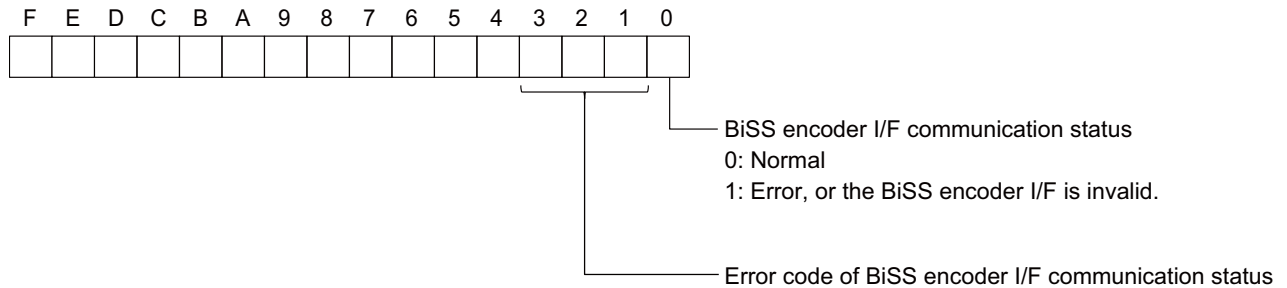 F E D C B A 9 8 7 6 5 4 3 2 1 0
BiSS encoder I/F communication status
0: Normal
1: Error, or the BiSS encoder I/F is invalid.
Error code of BiSS encoder I/F communication status